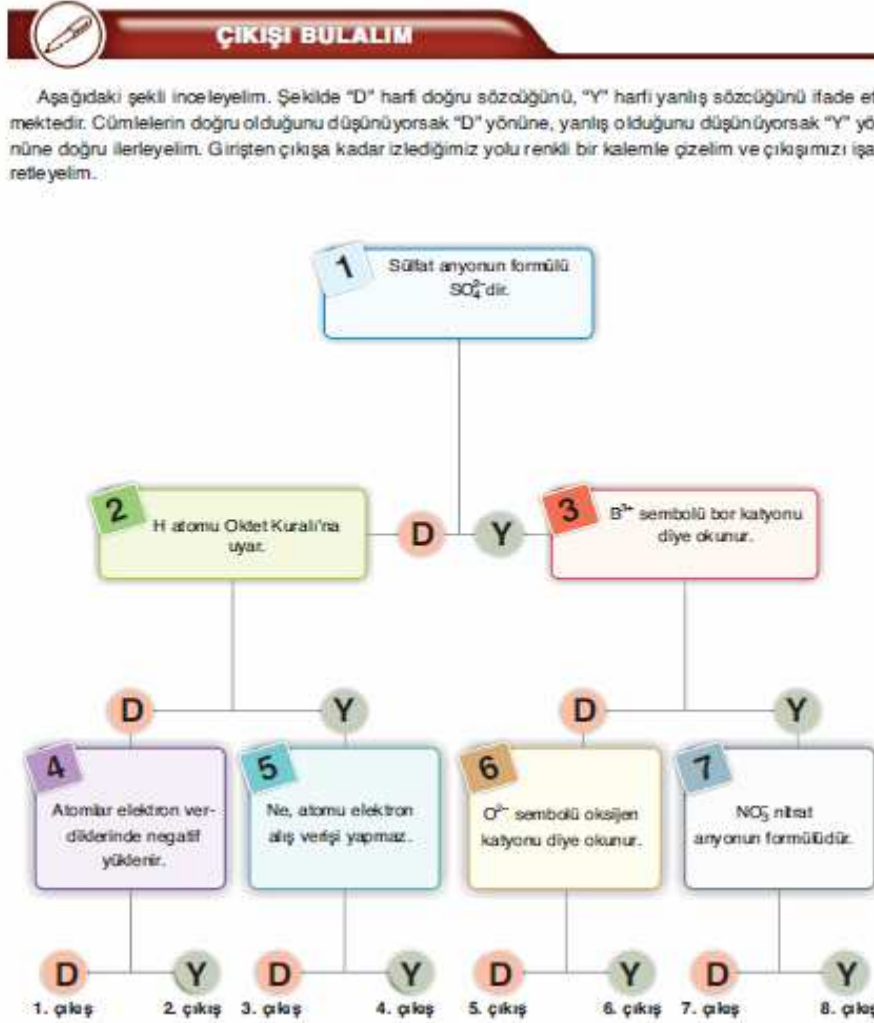 ÇIKIŞI BULALIM
Aşağıdaki şekli inceleyelim. Şekilde "D" harfi doğru sözcüğünü, "Y" harfi yanlış sözcüğünü ifade et
mektedir. Cümlelerin doğru olduğunu düşünüyorsak "D" yönüne, yanlış olduğunu düşünüyorsak "Y" yö
nüne doğru ilerleyelim. Girişten çıkışa kadar izlediğimiz yolu renkli bir kalemle çizelim ve çıkışımızı işa
retleyelim.
1
Sülfat anyonun formülü
SO₄²⁻dir.
2
H atomu Oktet Kuralı'na
uyar.
D
Y
3
B³⁺ sembolü bor katyonu
diye okunur.
D
Y
D
Y
4
Atomlar elektron ver-
diklerinde negatif
yüklenir.
5
Ne, atomu elektron
alış verişi yapmaz.
6
O²⁻ sembolü oksijen
katyonu diye okunur.
7
NO₃⁻ nitrat
anyonun formülüdür.
D
Y
D
Y
D
Y
D
Y
1. çıkış
2. çıkış
3. çıkış
4. çıkış
5. çıkış
6. çıkış
7. çıkış
8. çıkış